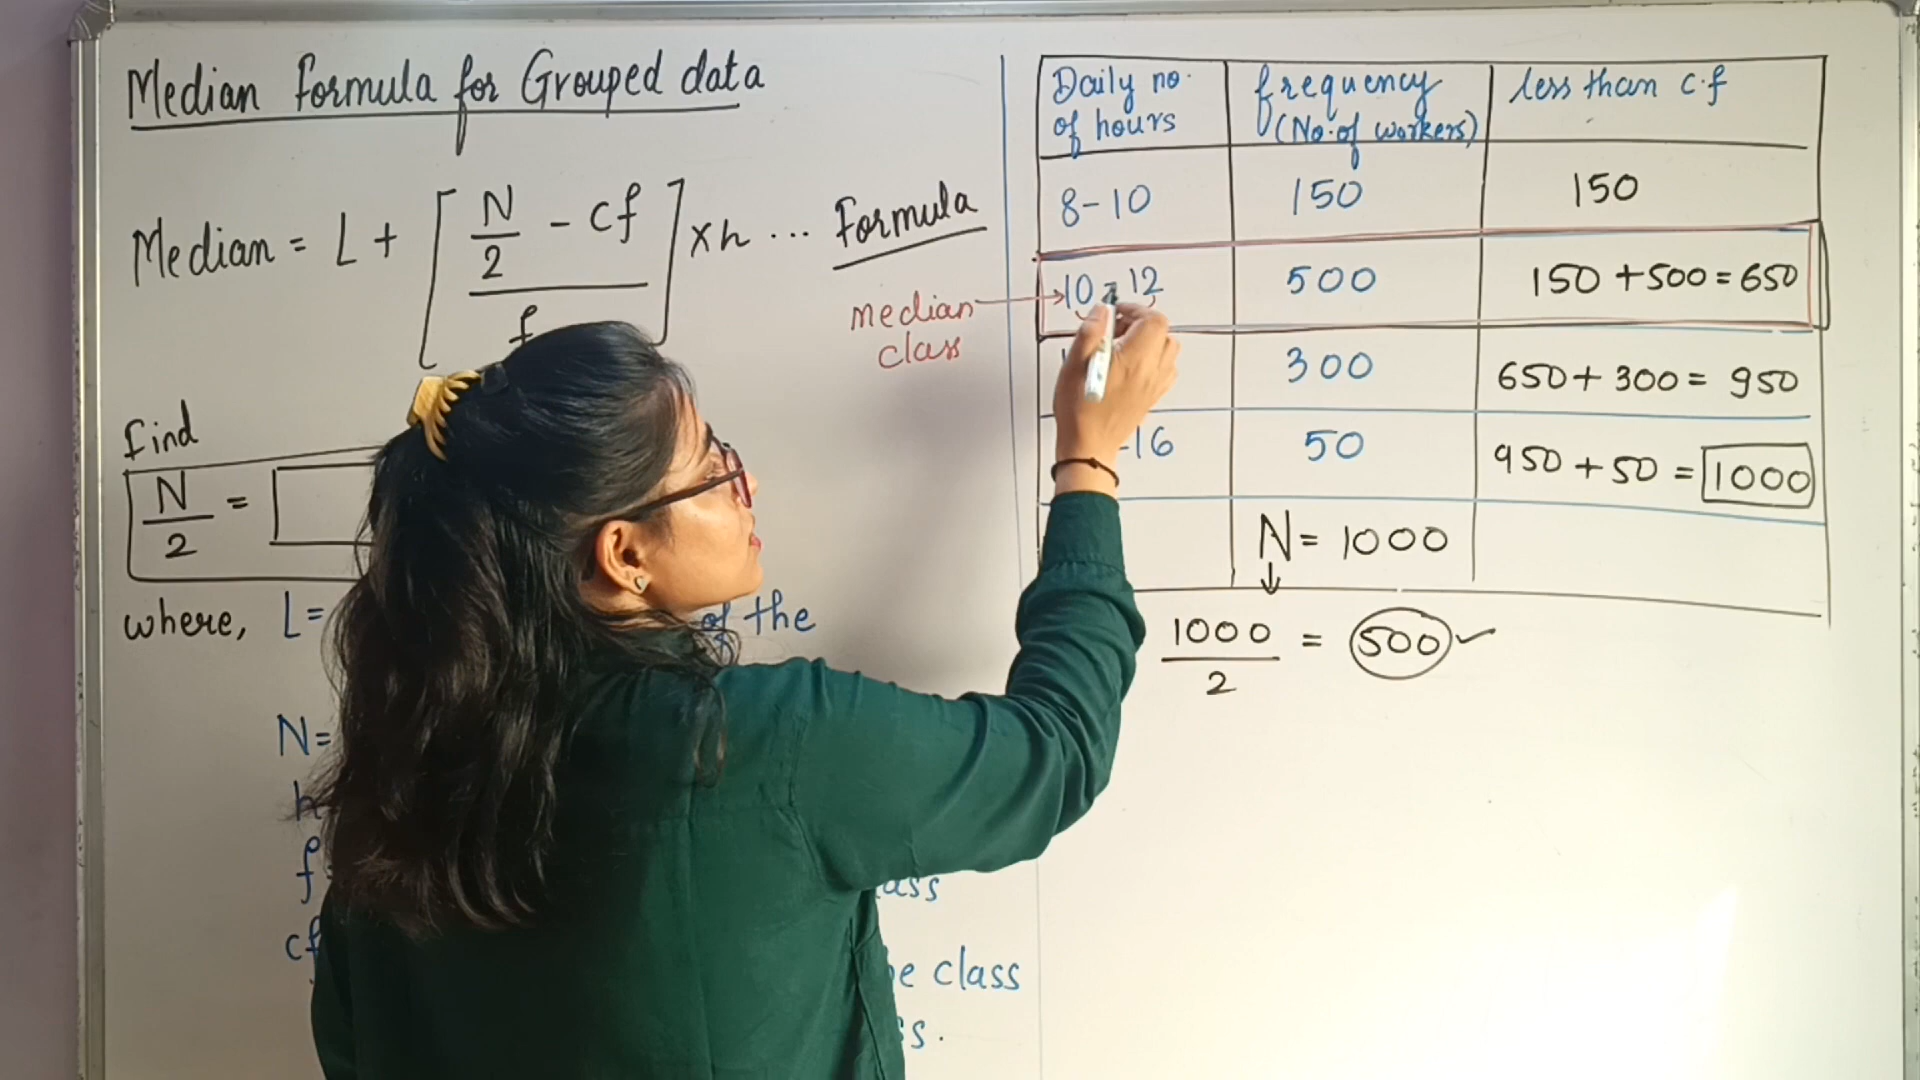 Median Formula for Grouped data
Median = L + [ N/2 - cf / f ] x h ... Formula
Median class
Find
N/2 =
where, L= of the
N=
h
f ass
cf e class
s.
Daily no. of hours | frequency (No. of workers) | less than c.f
8-10 | 150 | 150
10-12 | 500 | 150 + 500 = 650
300 | 650 + 300 = 950
-16 | 50 | 950 + 50 = 1000
N = 1000
1000/2 = 500 ✓